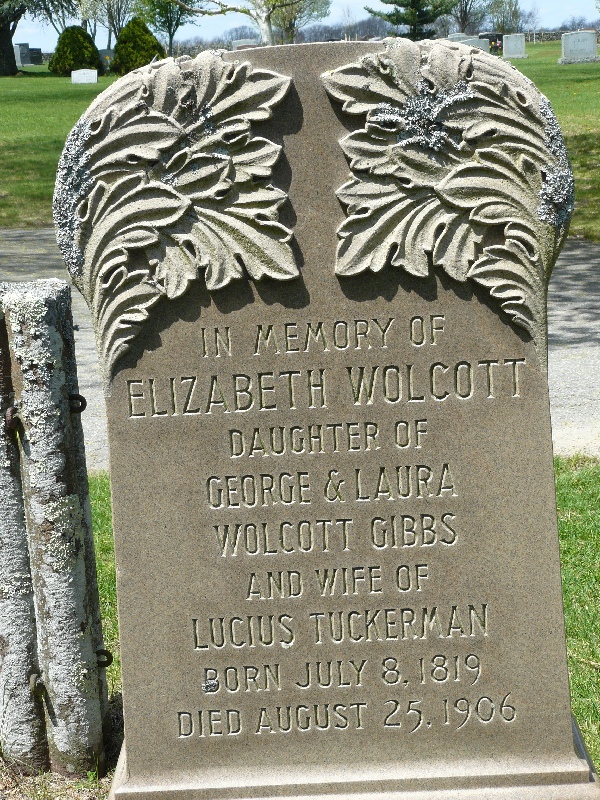 IN MEMORY OF
ELIZABETH WOLCOTT
DAUGHTER OF
GEORGE & LAURA
WOLCOTT GIBBS
AND WIFE OF
LUCIUS TUCKERMAN
BORN JULY 8, 1819
DIED AUGUST 25, 1906